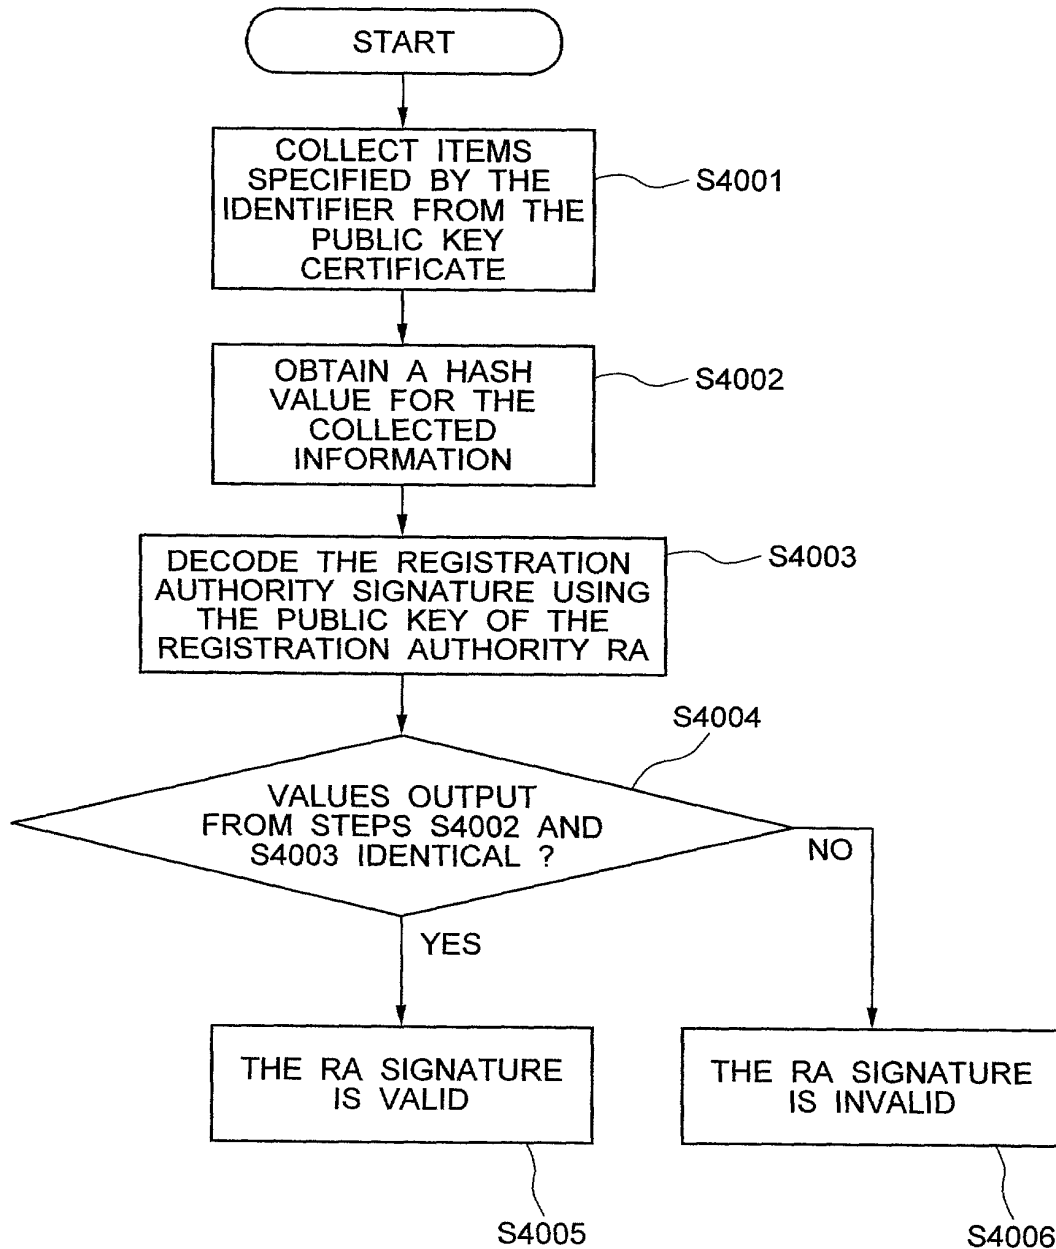 START
COLLECT ITEMS
SPECIFIED BY THE
IDENTIFIER FROM THE
PUBLIC KEY
CERTIFICATE
S4001
OBTAIN A HASH
VALUE FOR THE
COLLECTED
INFORMATION
S4002
DECODE THE REGISTRATION
AUTHORITY SIGNATURE USING
THE PUBLIC KEY OF THE
REGISTRATION AUTHORITY RA
S4003
S4004
VALUES OUTPUT
FROM STEPS S4002 AND
S4003 IDENTICAL ?
NO
YES
THE RA SIGNATURE
IS VALID
THE RA SIGNATURE
IS INVALID
S4005
S4006